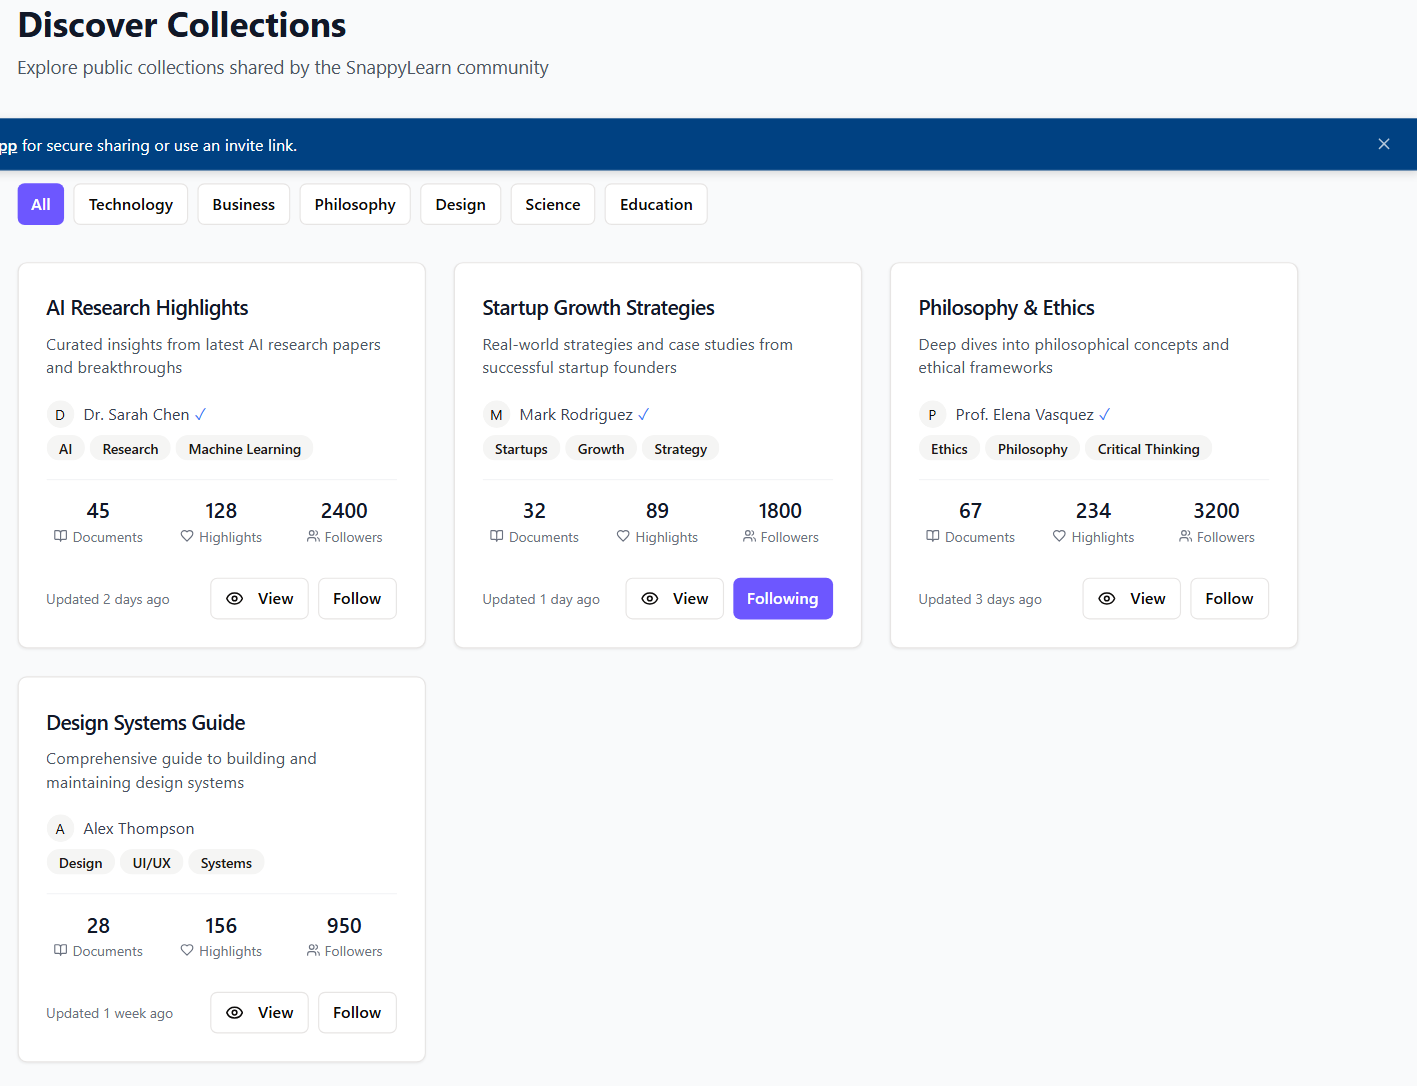 Discover Collections
Explore public collections shared by the SnappyLearn community
pp for secure sharing or use an invite link.
All Technology Business Philosophy Design Science Education
AI Research Highlights
Curated insights from latest AI research papers
and breakthroughs
D Dr. Sarah Chen ✓
AI Research Machine Learning
45 128 2400
Documents Highlights Followers
Updated 2 days ago View Follow
Startup Growth Strategies
Real-world strategies and case studies from
successful startup founders
M Mark Rodriguez ✓
Startups Growth Strategy
32 89 1800
Documents Highlights Followers
Updated 1 day ago View Following
Philosophy & Ethics
Deep dives into philosophical concepts and
ethical frameworks
P Prof. Elena Vasquez ✓
Ethics Philosophy Critical Thinking
67 234 3200
Documents Highlights Followers
Updated 3 days ago View Follow
Design Systems Guide
Comprehensive guide to building and
maintaining design systems
A Alex Thompson
Design UI/UX Systems
28 156 950
Documents Highlights Followers
Updated 1 week ago View Follow